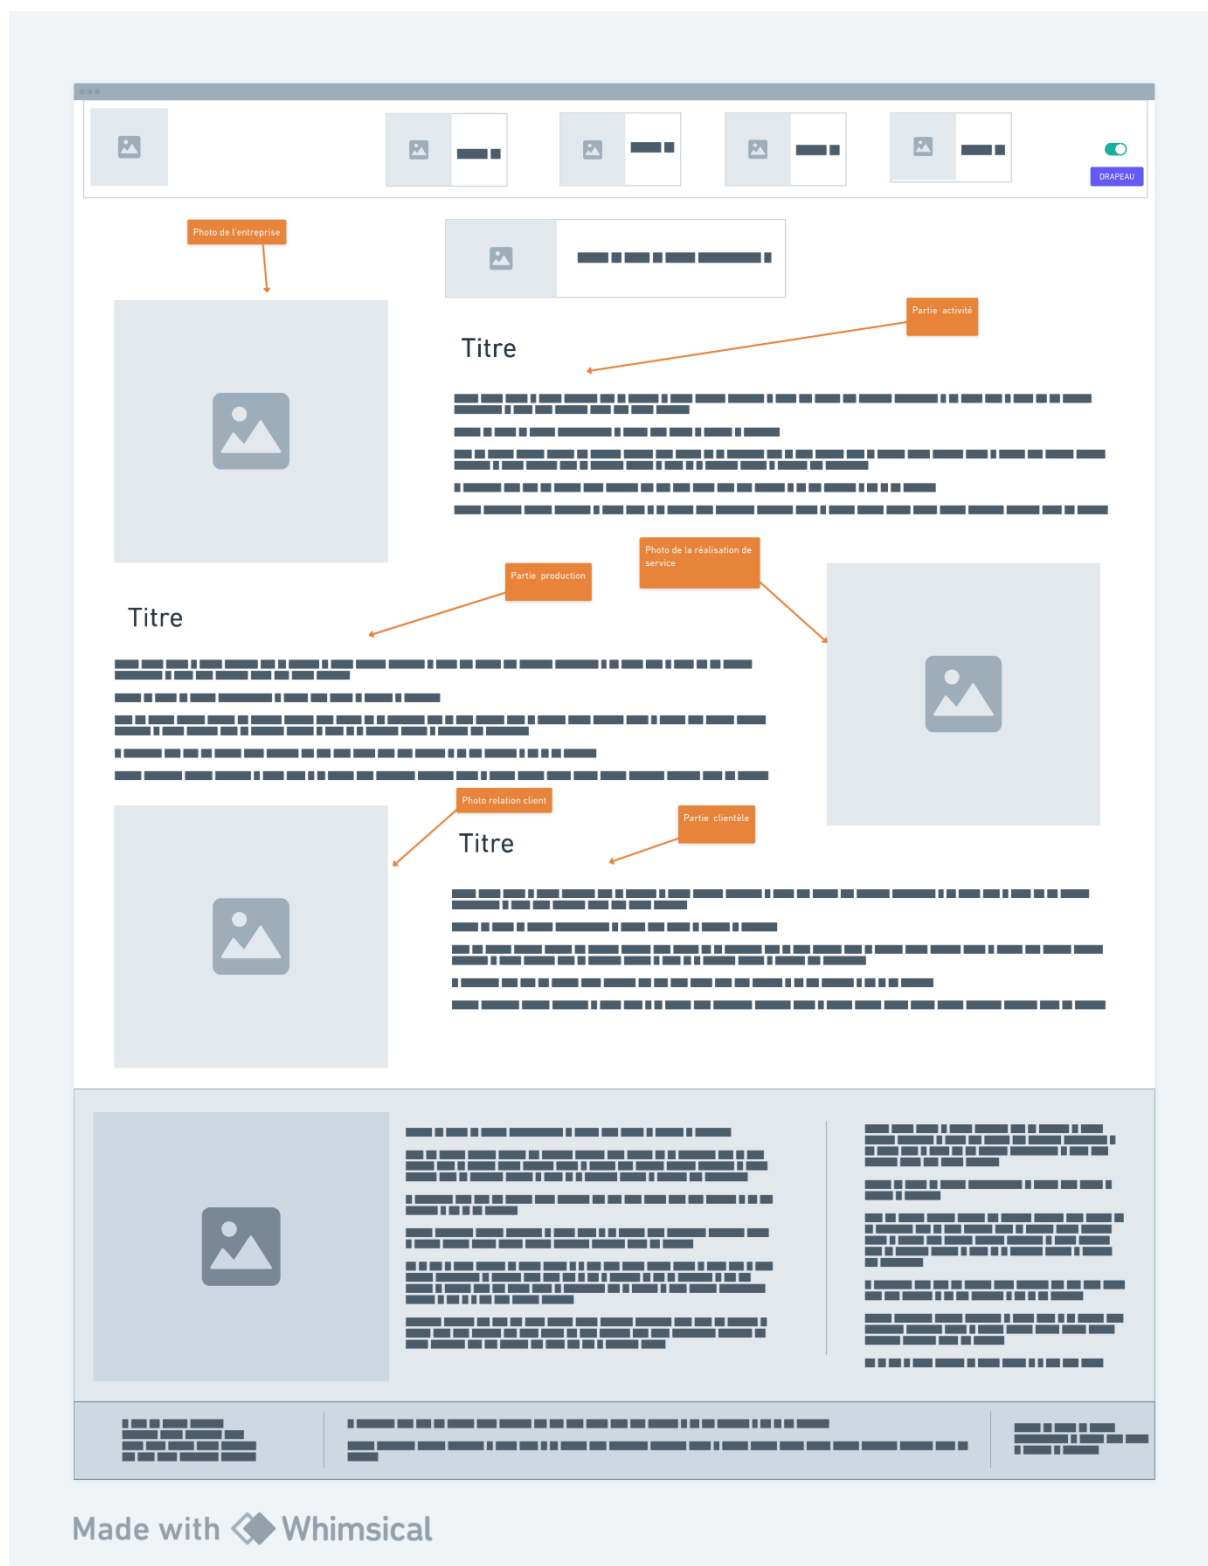 DRAPEAU
Photo de l'entreprise
Partie activité
Titre
Photo de la réalisation de
service
Partie production
Titre
Photo relation client
Partie clientèle
Titre
Made with Whimsical